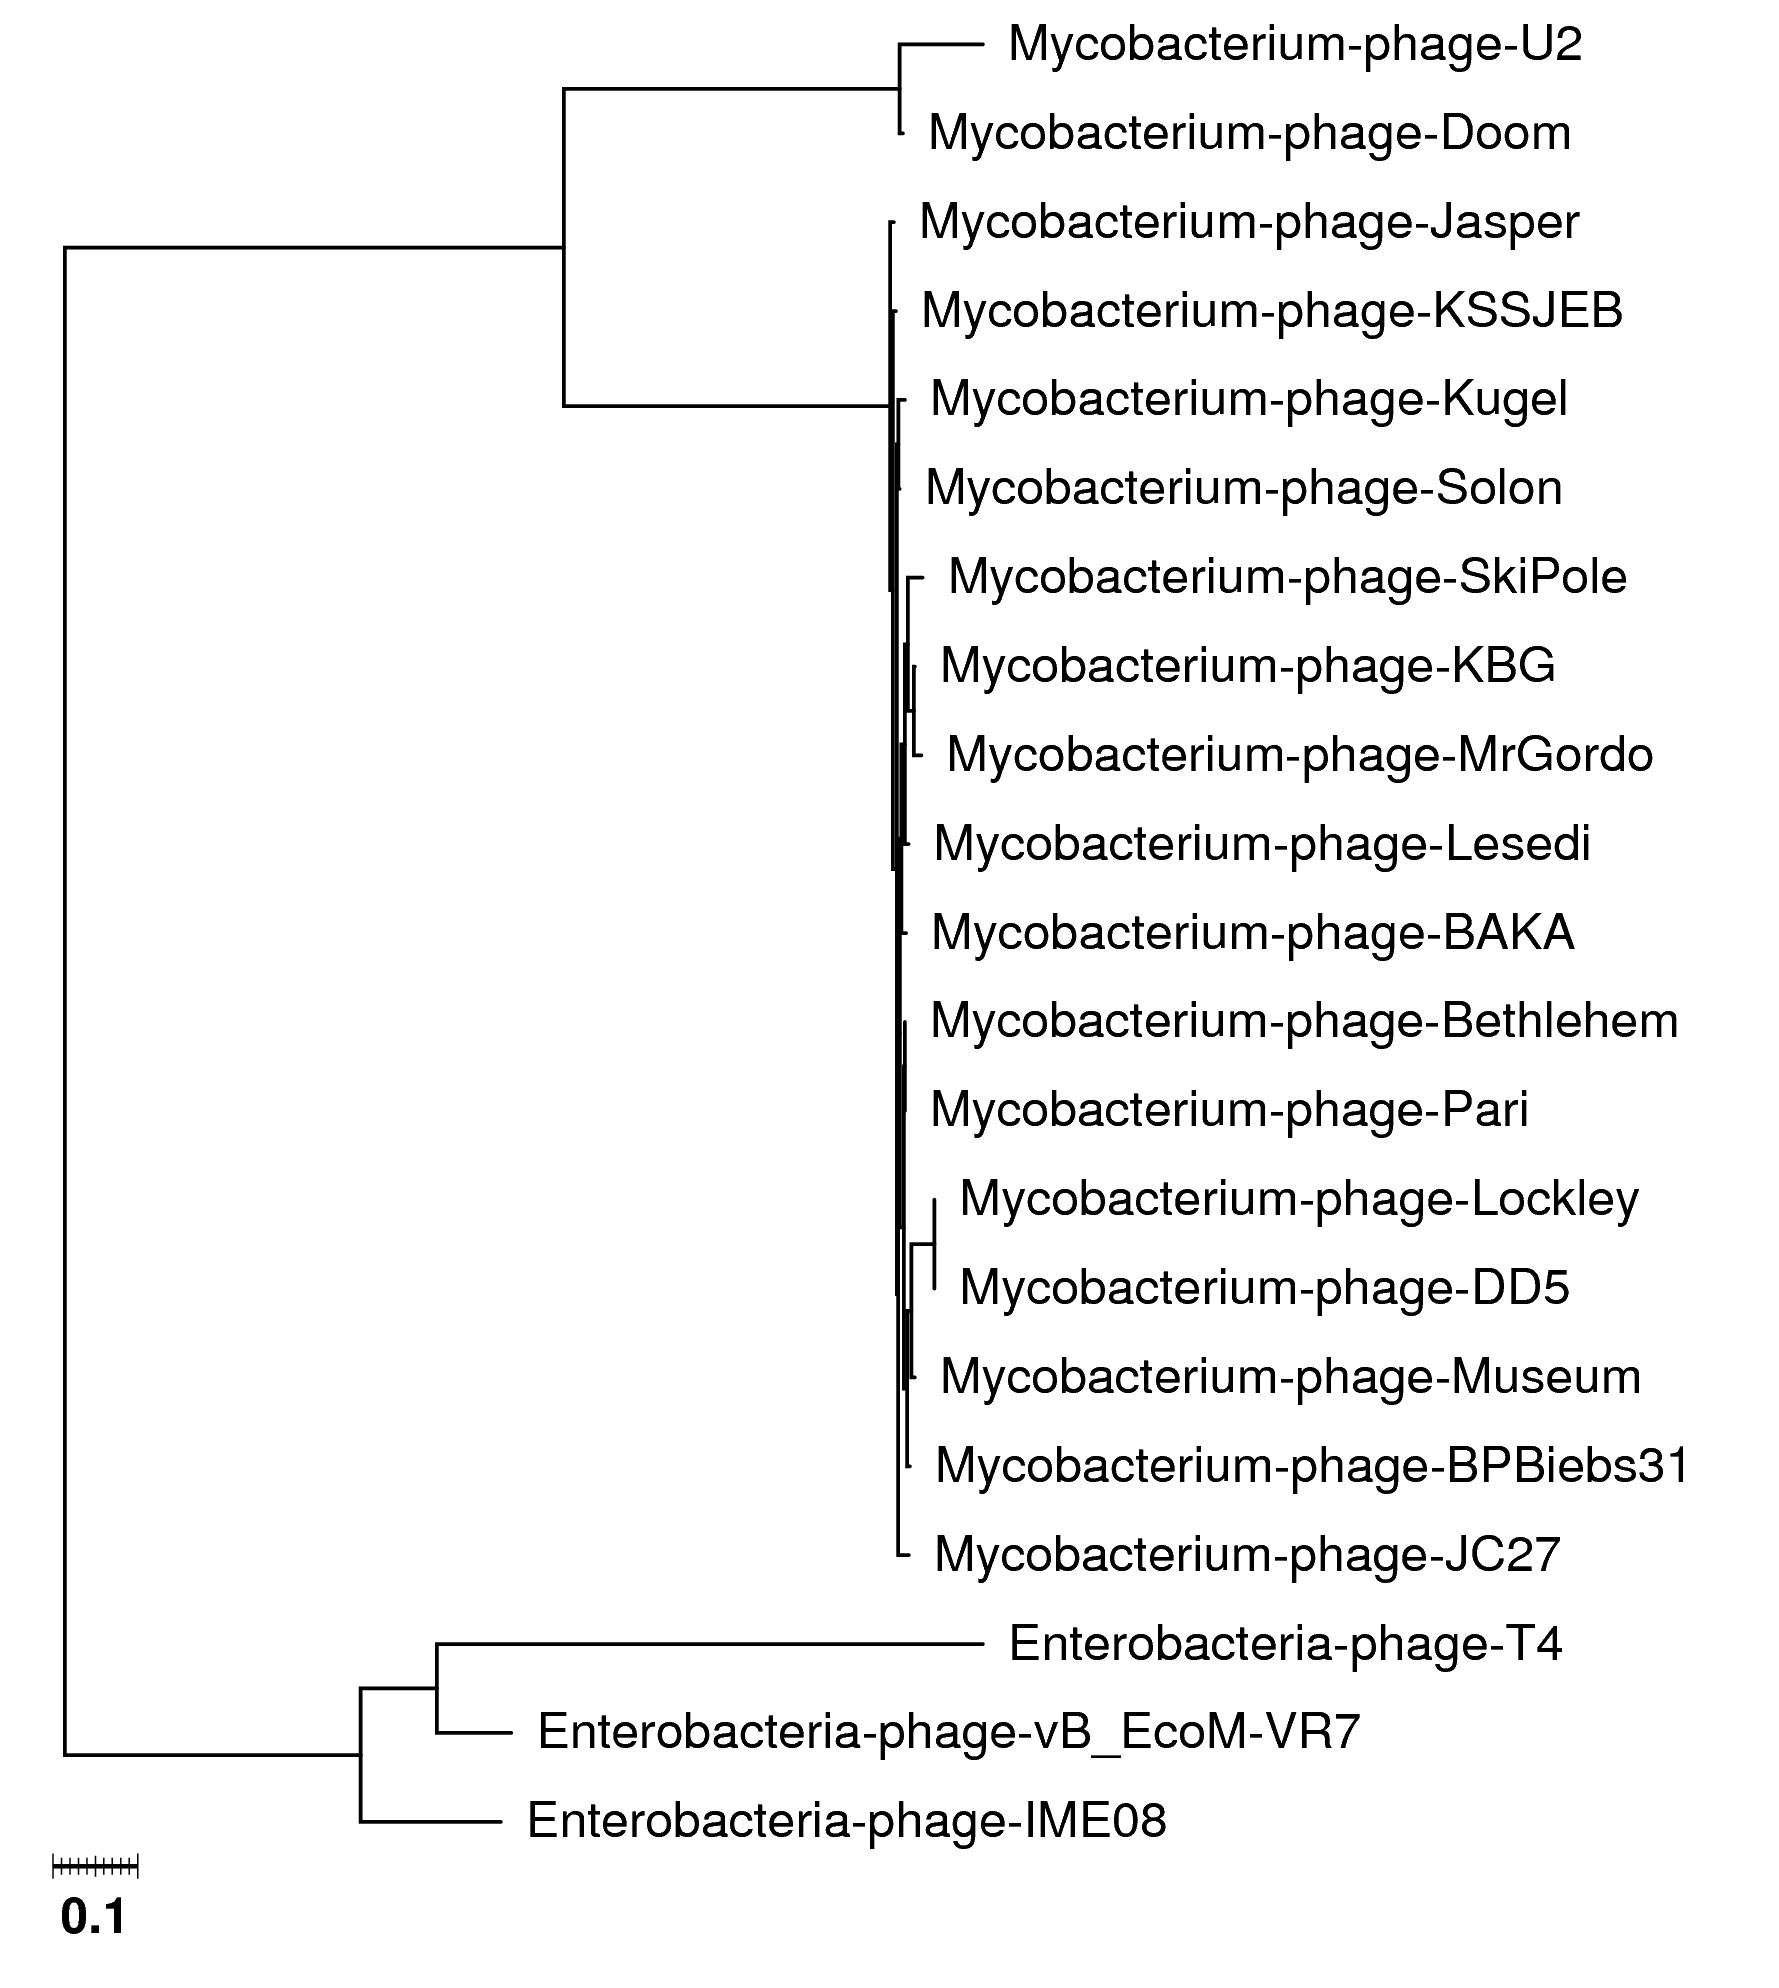 Mycobacterium-phage-U2
Mycobacterium-phage-Doom
Mycobacterium-phage-Jasper
Mycobacterium-phage-KSSJEB
Mycobacterium-phage-Kugel
Mycobacterium-phage-Solon
Mycobacterium-phage-SkiPole
Mycobacterium-phage-KBG
Mycobacterium-phage-MrGordo
Mycobacterium-phage-Lesedi
Mycobacterium-phage-BAKA
Mycobacterium-phage-Bethlehem
Mycobacterium-phage-Pari
Mycobacterium-phage-Lockley
Mycobacterium-phage-DD5
Mycobacterium-phage-Museum
Mycobacterium-phage-BPBiebs31
Mycobacterium-phage-JC27
Enterobacteria-phage-T4
Enterobacteria-phage-vB_EcoM-VR7
Enterobacteria-phage-IME08
0.1